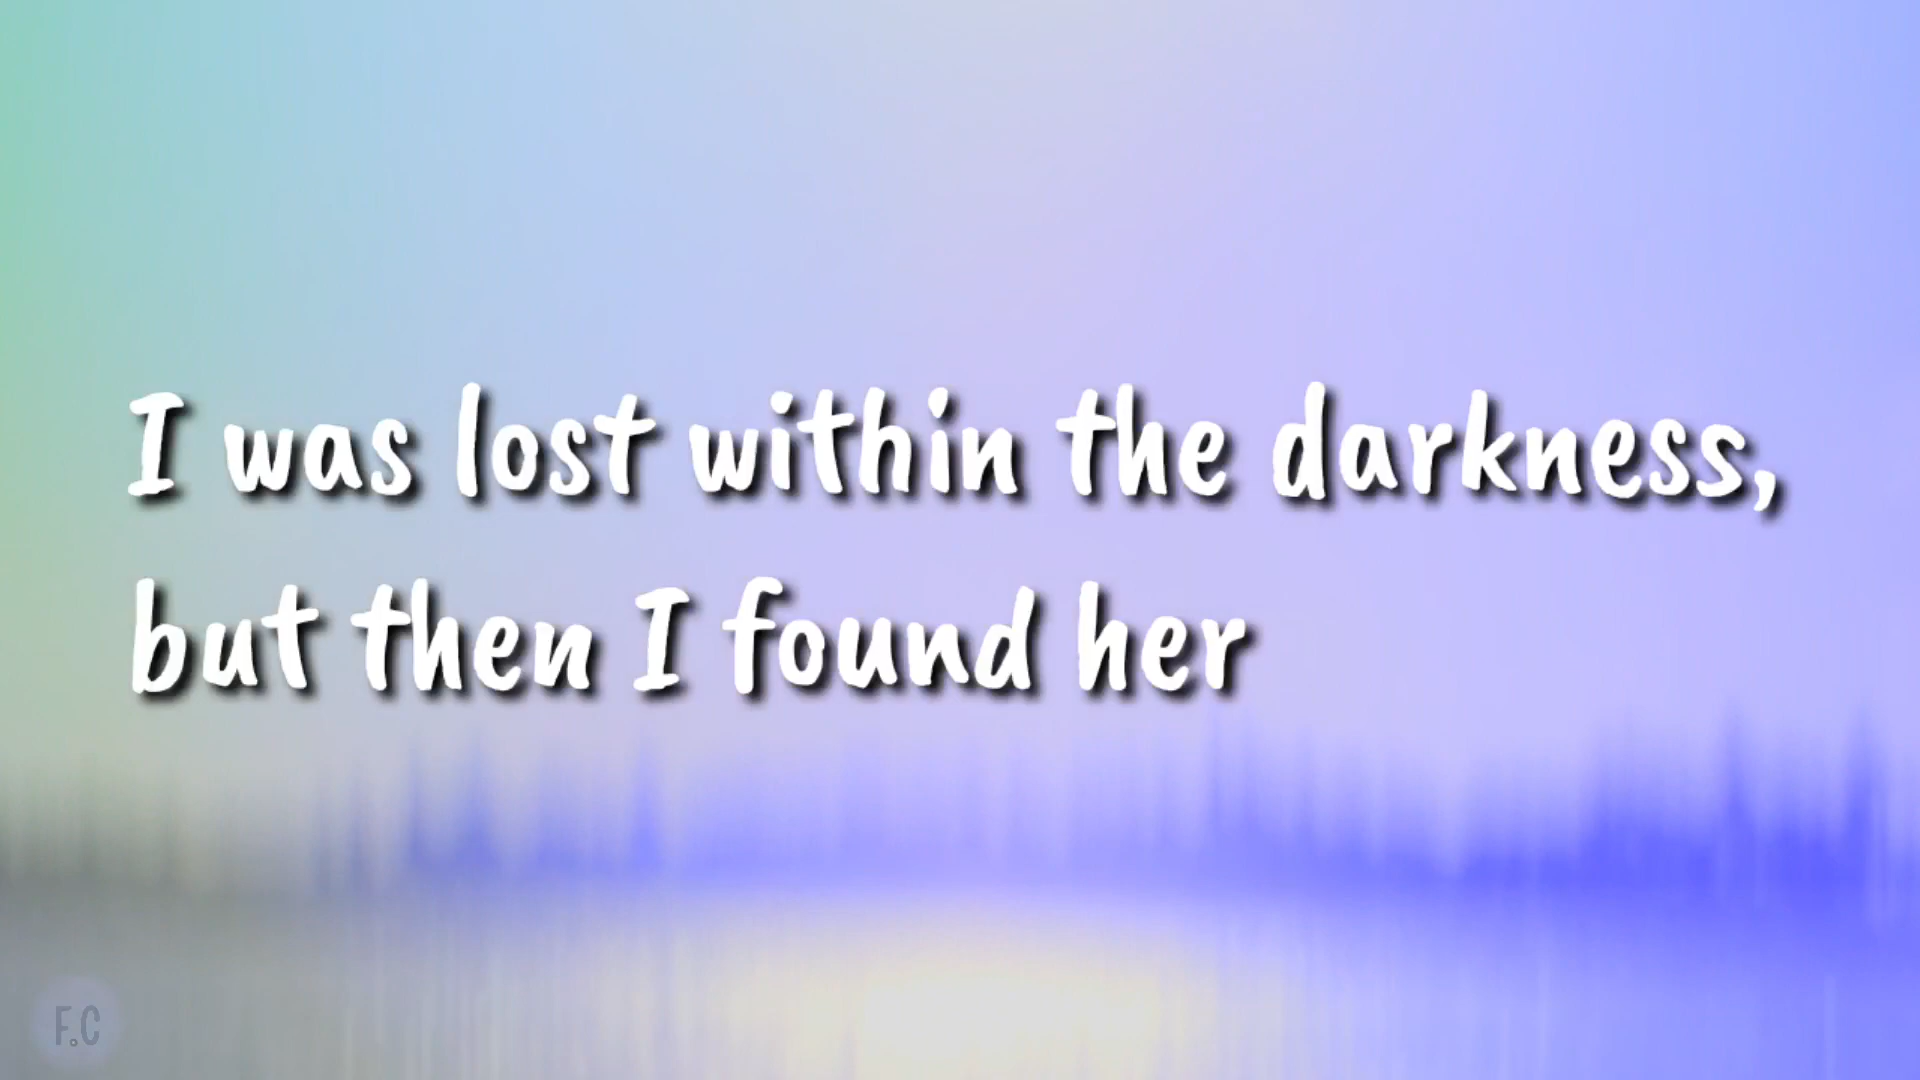 I was lost within the darkness,
but then I found her
F.C